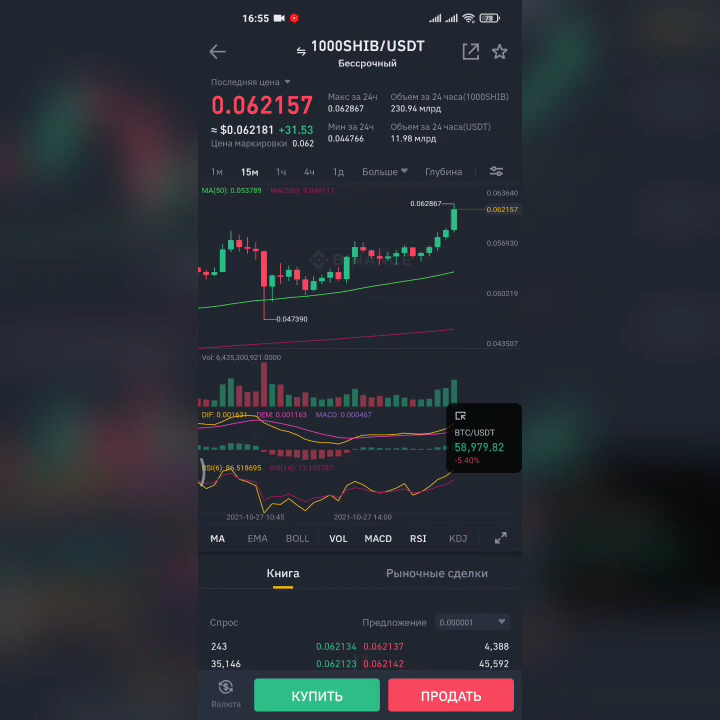 16:55
78
1000SHIB/USDT
Бессрочный
Последняя цена
0.062157
≈ $0.062181 +31.53
Цена маркировки 0.062
Макс за 24ч
0.062867
Объем за 24 часа(1000SHIB)
230.94 млрд
Мин за 24ч
0.044766
Объем за 24 часа(USDT)
11.98 млрд
1м 15м 1ч 4ч 1д Больше Глубина
MA(50): 0.053789 MA(200): 0.046117
0.063640
0.062867
0.062157
0.056930
BINANCE
0.050219
0.047390
0.043507
Vol: 6,435,300,921.0000
DIF: 0.001631 DEM: 0.001163 MACD: 0.000467
BTC/USDT
58,979.82
-5.40%
RSI(6): 86.518695 RSI(14): 73.105787
2021-10-27 10:45 2021-10-27 14:00
MA EMA BOLL VOL MACD RSI KDJ
Книга Рыночные сделки
Спрос Предложение 0.000001
243 0.062134 0.062137 4,388
35,146 0.062123 0.062142 45,592
Валюта
КУПИТЬ
ПРОДАТЬ